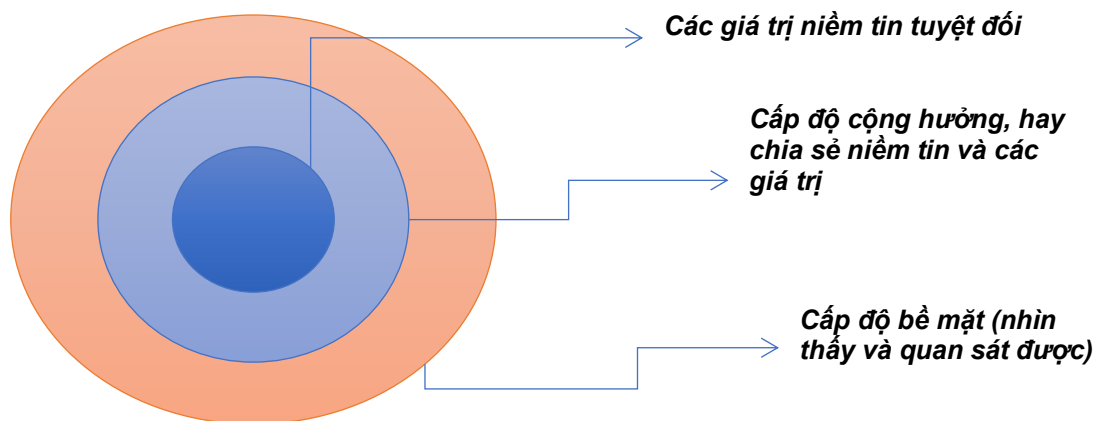 Các giá trị niềm tin tuyệt đối
Cấp độ cộng hưởng, hay
chia sẻ niềm tin và các
giá trị
Cấp độ bề mặt (nhìn
thấy và quan sát được)